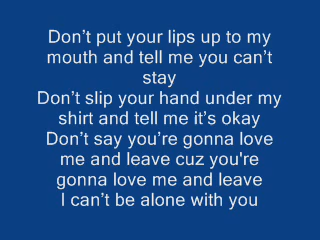 Don’t put your lips up to my
mouth and tell me you can’t
stay
Don’t slip your hand under my
shirt and tell me it’s okay
Don’t say you’re gonna love
me and leave cuz you're
gonna love me and leave
I can’t be alone with you